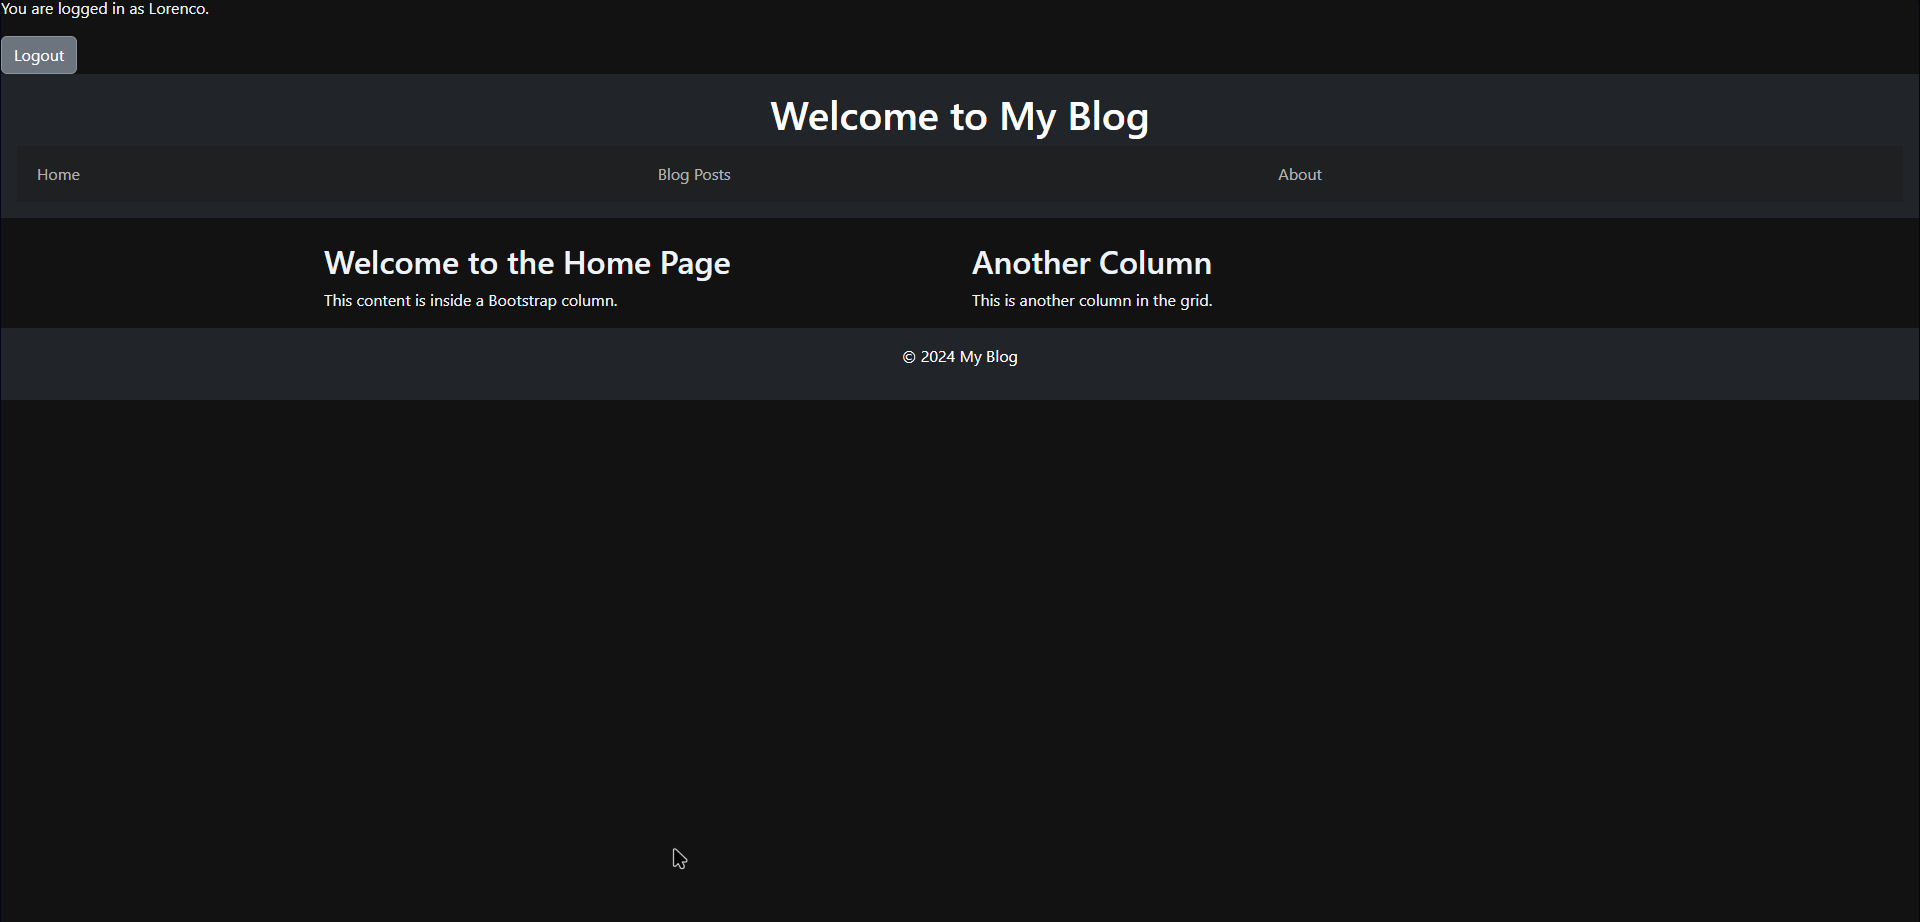 You are logged in as Lorenco.
Logout
Welcome to My Blog
Home Blog Posts About
Welcome to the Home Page
This content is inside a Bootstrap column.
Another Column
This is another column in the grid.
© 2024 My Blog